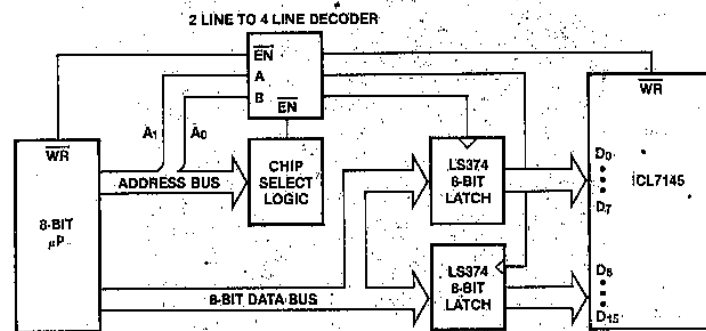 2 LINE TO 4 LINE DECODER
EN
A
B
EN
A1
A0
WR
8-BIT
μP
ADDRESS BUS
CHIP
SELECT
LOGIC
8-BIT DATA BUS
LS374
8-BIT
LATCH
LS374
8-BIT
LATCH
WR
D0
D7
ICL7145
D8
D15